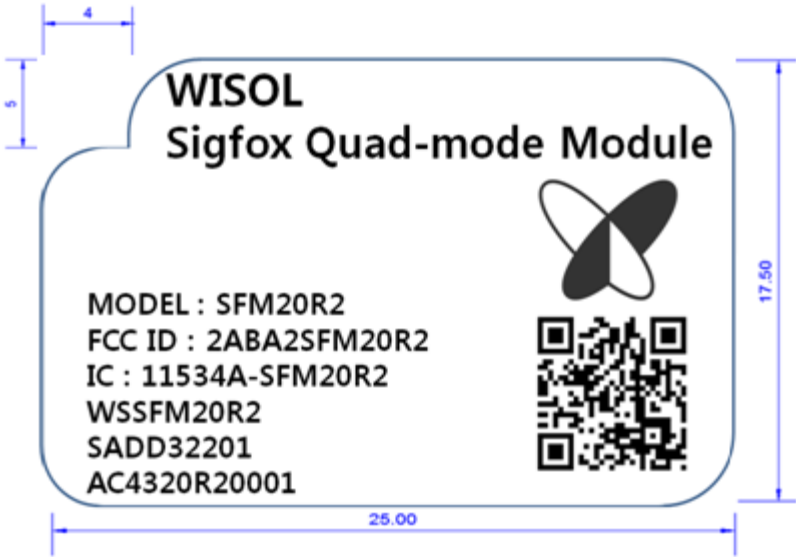 4
5
WISOL
Sigfox Quad-mode Module
MODEL : SFM20R2
FCC ID : 2ABA2SFM20R2
IC : 11534A-SFM20R2
WSSFM20R2
SADD32201
AC4320R20001
17.50
25.00